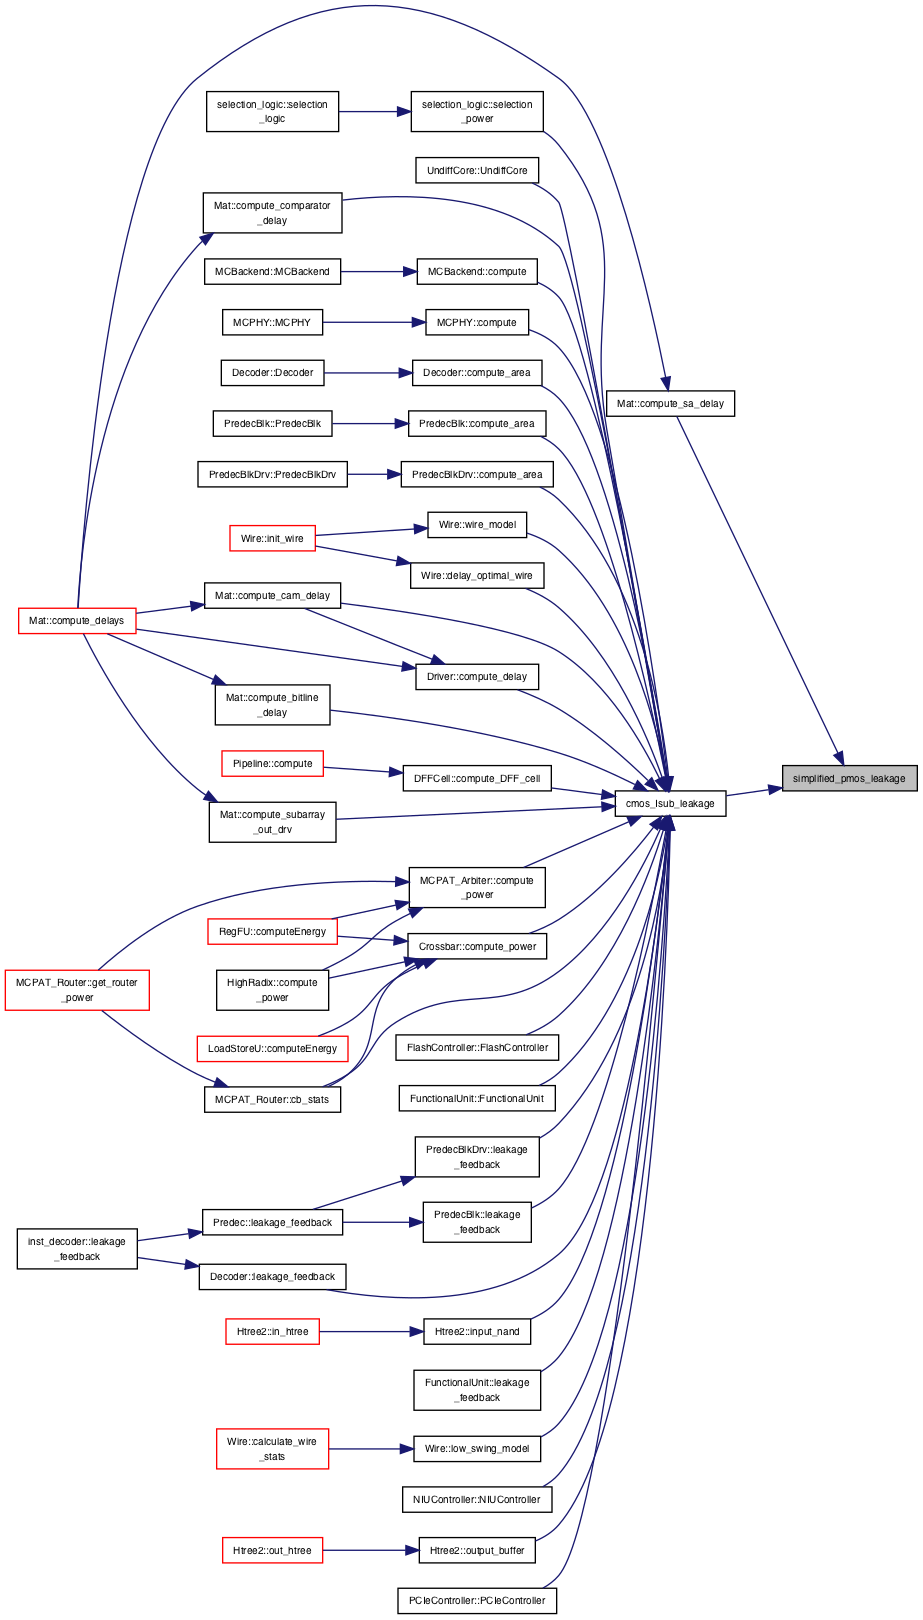 selection_logic::selection
_logic
selection_logic::selection
_power
UndiffCore::UndiffCore
Mat::compute_comparator
_delay
MCBackend::MCBackend
MCBackend::compute
MCPHY::MCPHY
MCPHY::compute
Decoder::Decoder
Decoder::compute_area
Mat::compute_sa_delay
PredecBlk::PredecBlk
PredecBlk::compute_area
PredecBlkDrv::PredecBlkDrv
PredecBlkDrv::compute_area
Wire::init_wire
Wire::wire_model
Wire::delay_optimal_wire
Mat::compute_cam_delay
Mat::compute_delays
Driver::compute_delay
Mat::compute_bitline
_delay
Pipeline::compute
DFFCell::compute_DFF_cell
simplified_pmos_leakage
cmos_Isub_leakage
Mat::compute_subarray
_out_drv
MCPAT_Arbiter::compute
_power
RegFU::computeEnergy
Crossbar::compute_power
MCPAT_Router::get_router
_power
HighRadix::compute
_power
LoadStoreU::computeEnergy
FlashController::FlashController
MCPAT_Router::cb_stats
FunctionalUnit::FunctionalUnit
PredecBlkDrv::leakage
_feedback
Predec::leakage_feedback
PredecBlk::leakage
_feedback
inst_decoder::leakage
_feedback
Decoder::leakage_feedback
Htree2::in_htree
Htree2::input_nand
FunctionalUnit::leakage
_feedback
Wire::calculate_wire
_stats
Wire::low_swing_model
NIUController::NIUController
Htree2::out_htree
Htree2::output_buffer
PCIeController::PCIeController